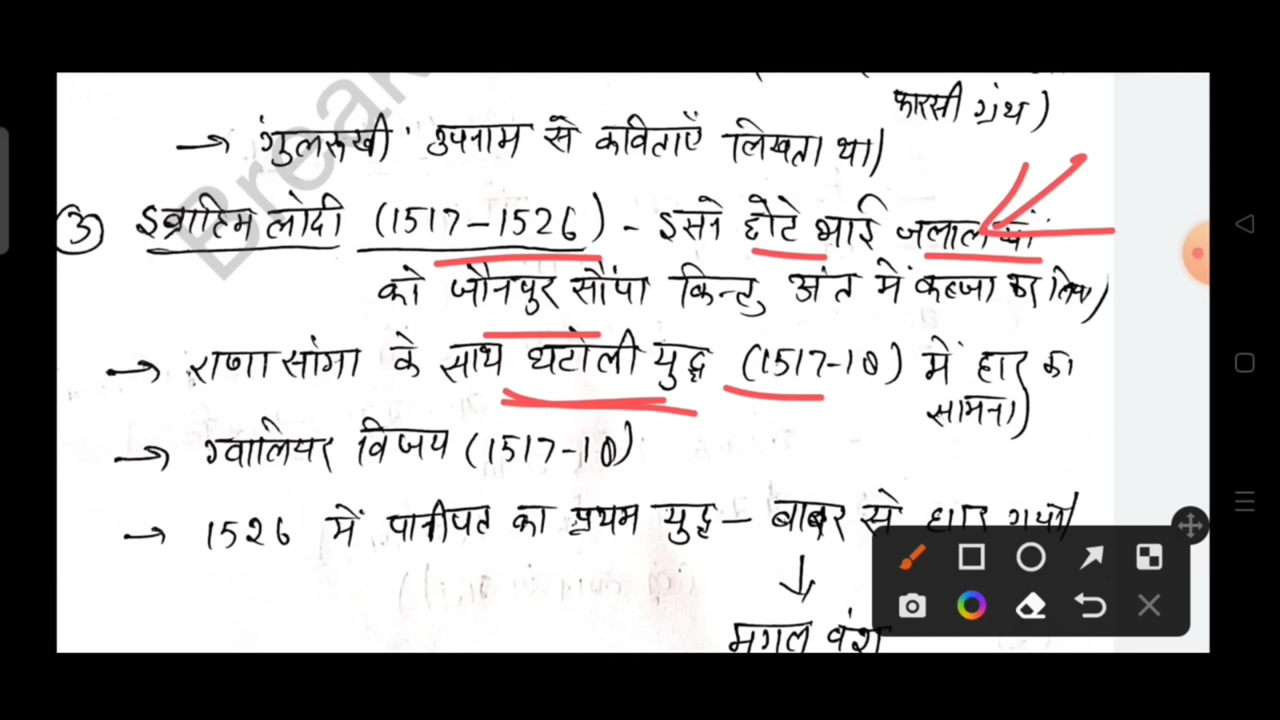 फारसी ग्रंथ)
→ 'गुलरूखी' उपनाम से कविताएँ लिखता था।
Break
③ इब्राहिम लोदी (1517-1526) - इसने छोटे भाई जलाल खाँ
को जौनपुर सौंपा किन्तु अंत में कब्जा कर लिया।
→ राणा सांगा के साथ घटोली युद्ध (1517-18) में हार का
सामना।
→ ग्वालियर विजय (1517-18)
→ 1526 में पानीपत का प्रथम युद्ध - बाबर से हार गया।
↓
मुगल वंश